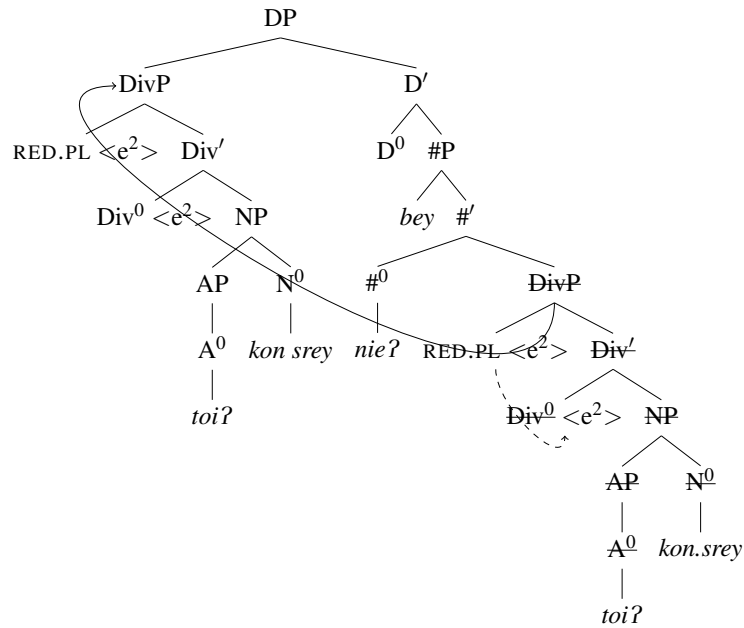 DP
DivP D′
RED.PL <e²> Div′ D⁰ #P
Div⁰ <e²> NP bey #′
AP N⁰ #⁰ DivP
A⁰ kon srey nieʔ RED.PL <e²> Div′
toiʔ Div⁰ <e²> NP
AP N⁰
A⁰ kon.srey
toiʔ